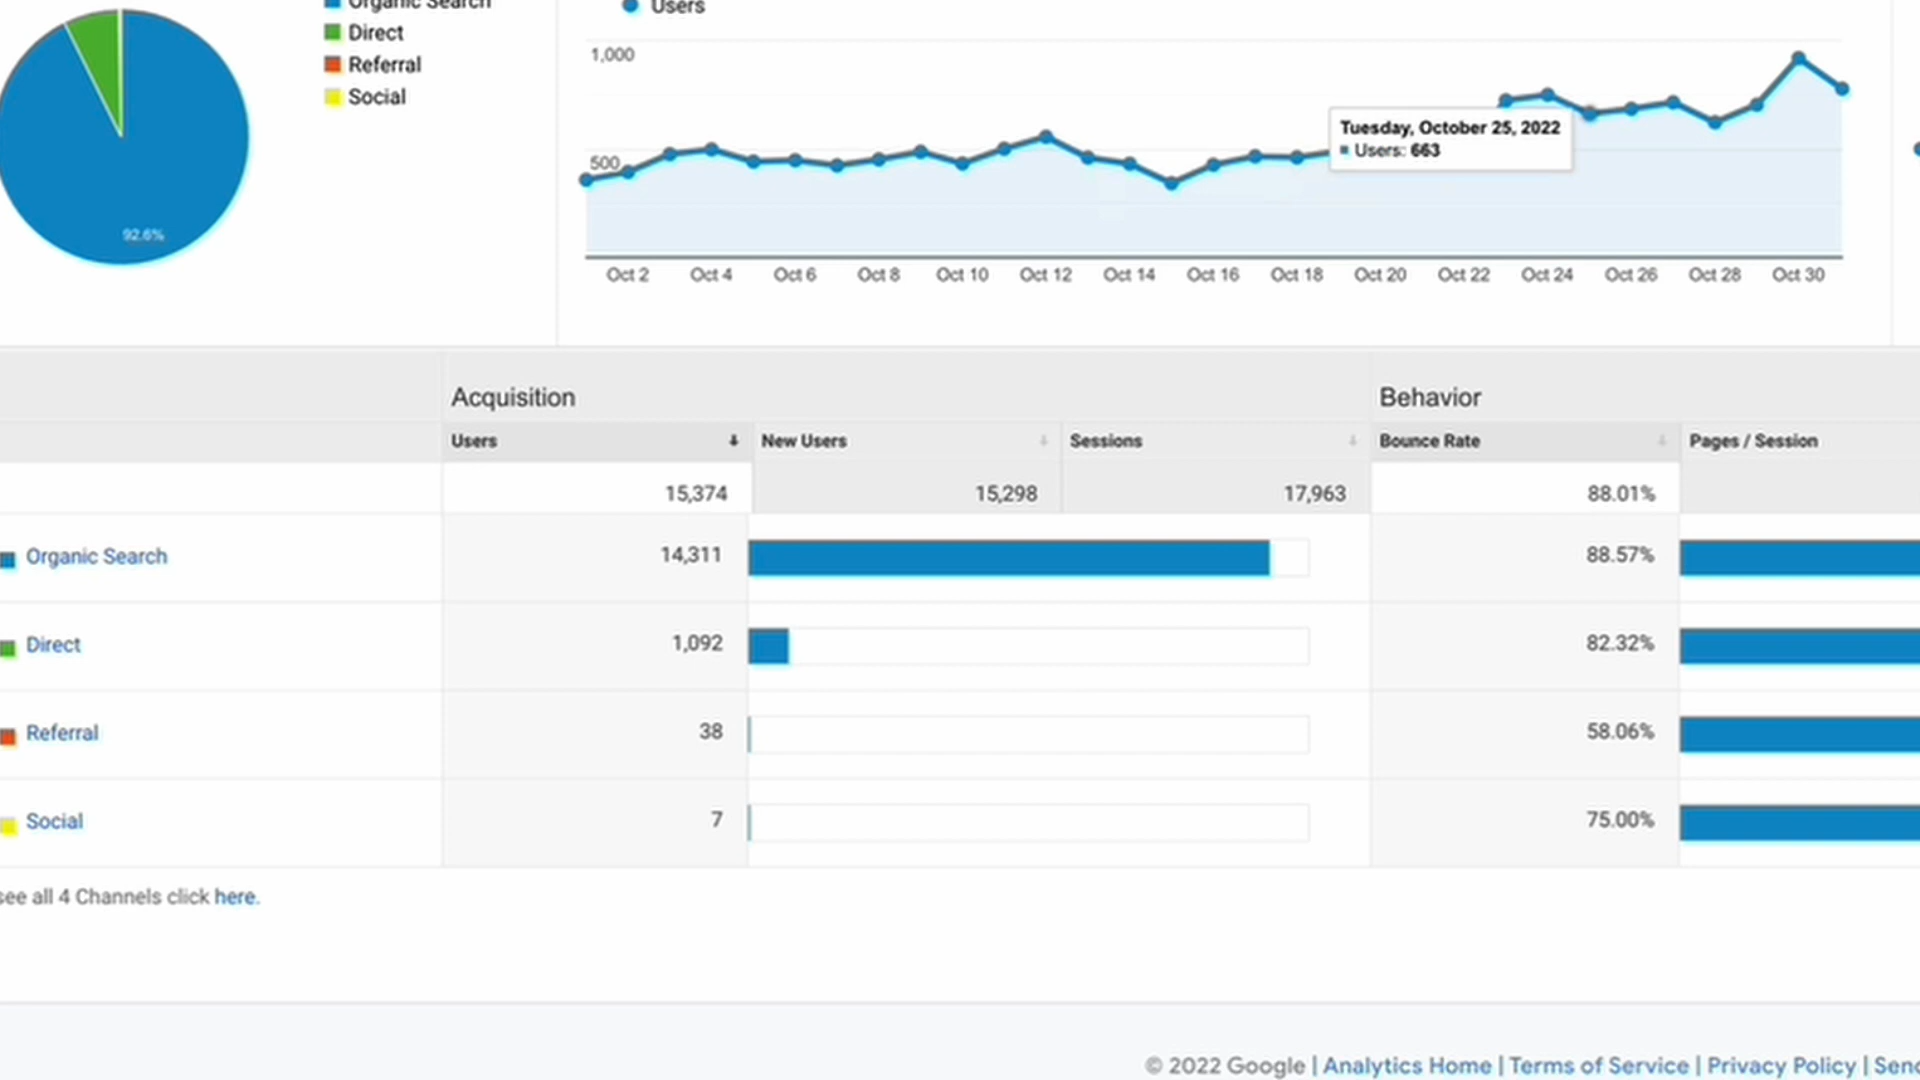 Organic Search
Direct
Referral
Social
92.6%
Users
1,000
500
Tuesday, October 25, 2022
Users: 663
Oct 2 Oct 4 Oct 6 Oct 8 Oct 10 Oct 12 Oct 14 Oct 16 Oct 18 Oct 20 Oct 22 Oct 24 Oct 26 Oct 28 Oct 30
Acquisition Behavior
Users New Users Sessions Bounce Rate Pages / Session
15,374 15,298 17,963 88.01%
Organic Search 14,311 88.57%
Direct 1,092 82.32%
Referral 38 58.06%
Social 7 75.00%
see all 4 Channels click here.
© 2022 Google | Analytics Home | Terms of Service | Privacy Policy | Send